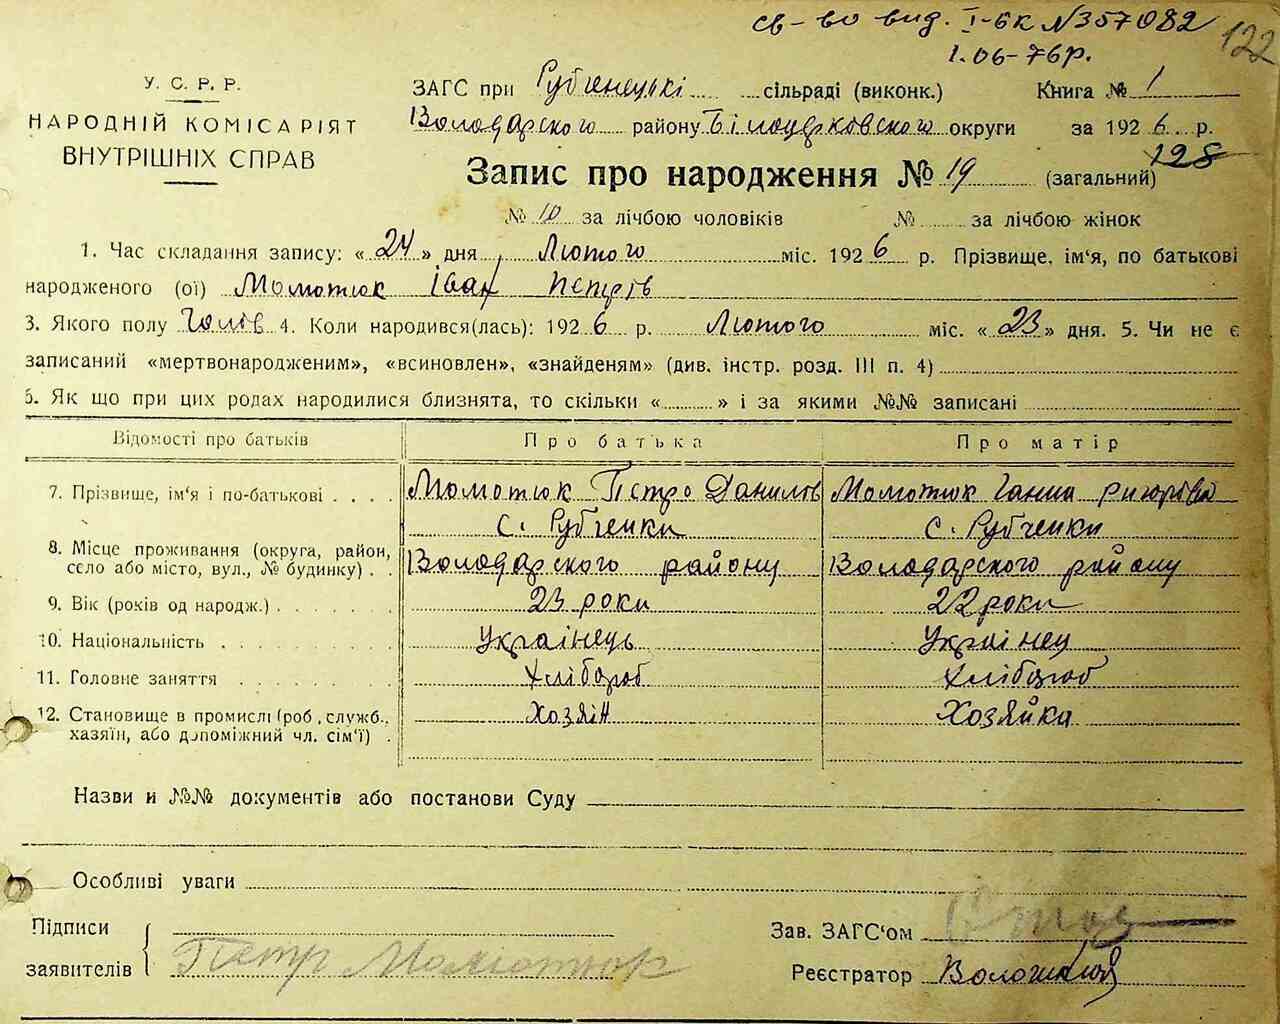 св-во вид. I-БК №357082
1.06-76р. 122
У. С. Р. Р.
НАРОДНІЙ КОМІСАРІЯТ
ВНУТРІШНІХ СПРАВ
ЗАГС при Рубченецькі сільраді (виконк.) Книга № 1
Володарского району Білоцерковского округи за 1926 р.
Запис про народження № 19 (загальний) 128
№ 10 за лічбою чоловіків № за лічбою жінок
1. Час складання запису: « 24 » дня Лютого міс. 1926 р. Прізвище, ім'я, по батькові
народженого (ої) Момотюк Іван Петрів
3. Якого полу Чолов 4. Коли народився(лась): 1926 р. Лютого міс. « 23 » дня. 5. Чи не є
записаний «мертвонародженим», «всиновлен», «знайденям» (див. інстр. розд. III п. 4)
6. Як що при цих родах народилися близнята, то скільки « » і за якими №№ записані
Відомості про батьків Про батька Про матір
7. Прізвище, ім'я і по-батькові . . . . Момотюк Петро Данилов Момотюк Ганна
с. Рубченки с. Рубченки
8. Місце проживання (округа, район,
село або місто, вул., № будинку) . . Володарского району Володарского району
9. Вік (років од народж.) . . . . . . . 23 роки 22 роки
10. Національність . . . . . . . . . Українець Українец
11. Головне заняття . . . . . . . . Хлібороб Хлібороб
12. Становище в промислі (роб., служб., Хозяін Хозяйка
хазяїн, або допоміжний чл. сім'ї) .
Назви и №№ документів або постанови Суду
Особливі уваги
Підписи
заявителів Петр Момотюк
Зав. ЗАГС'ом
Реєстратор